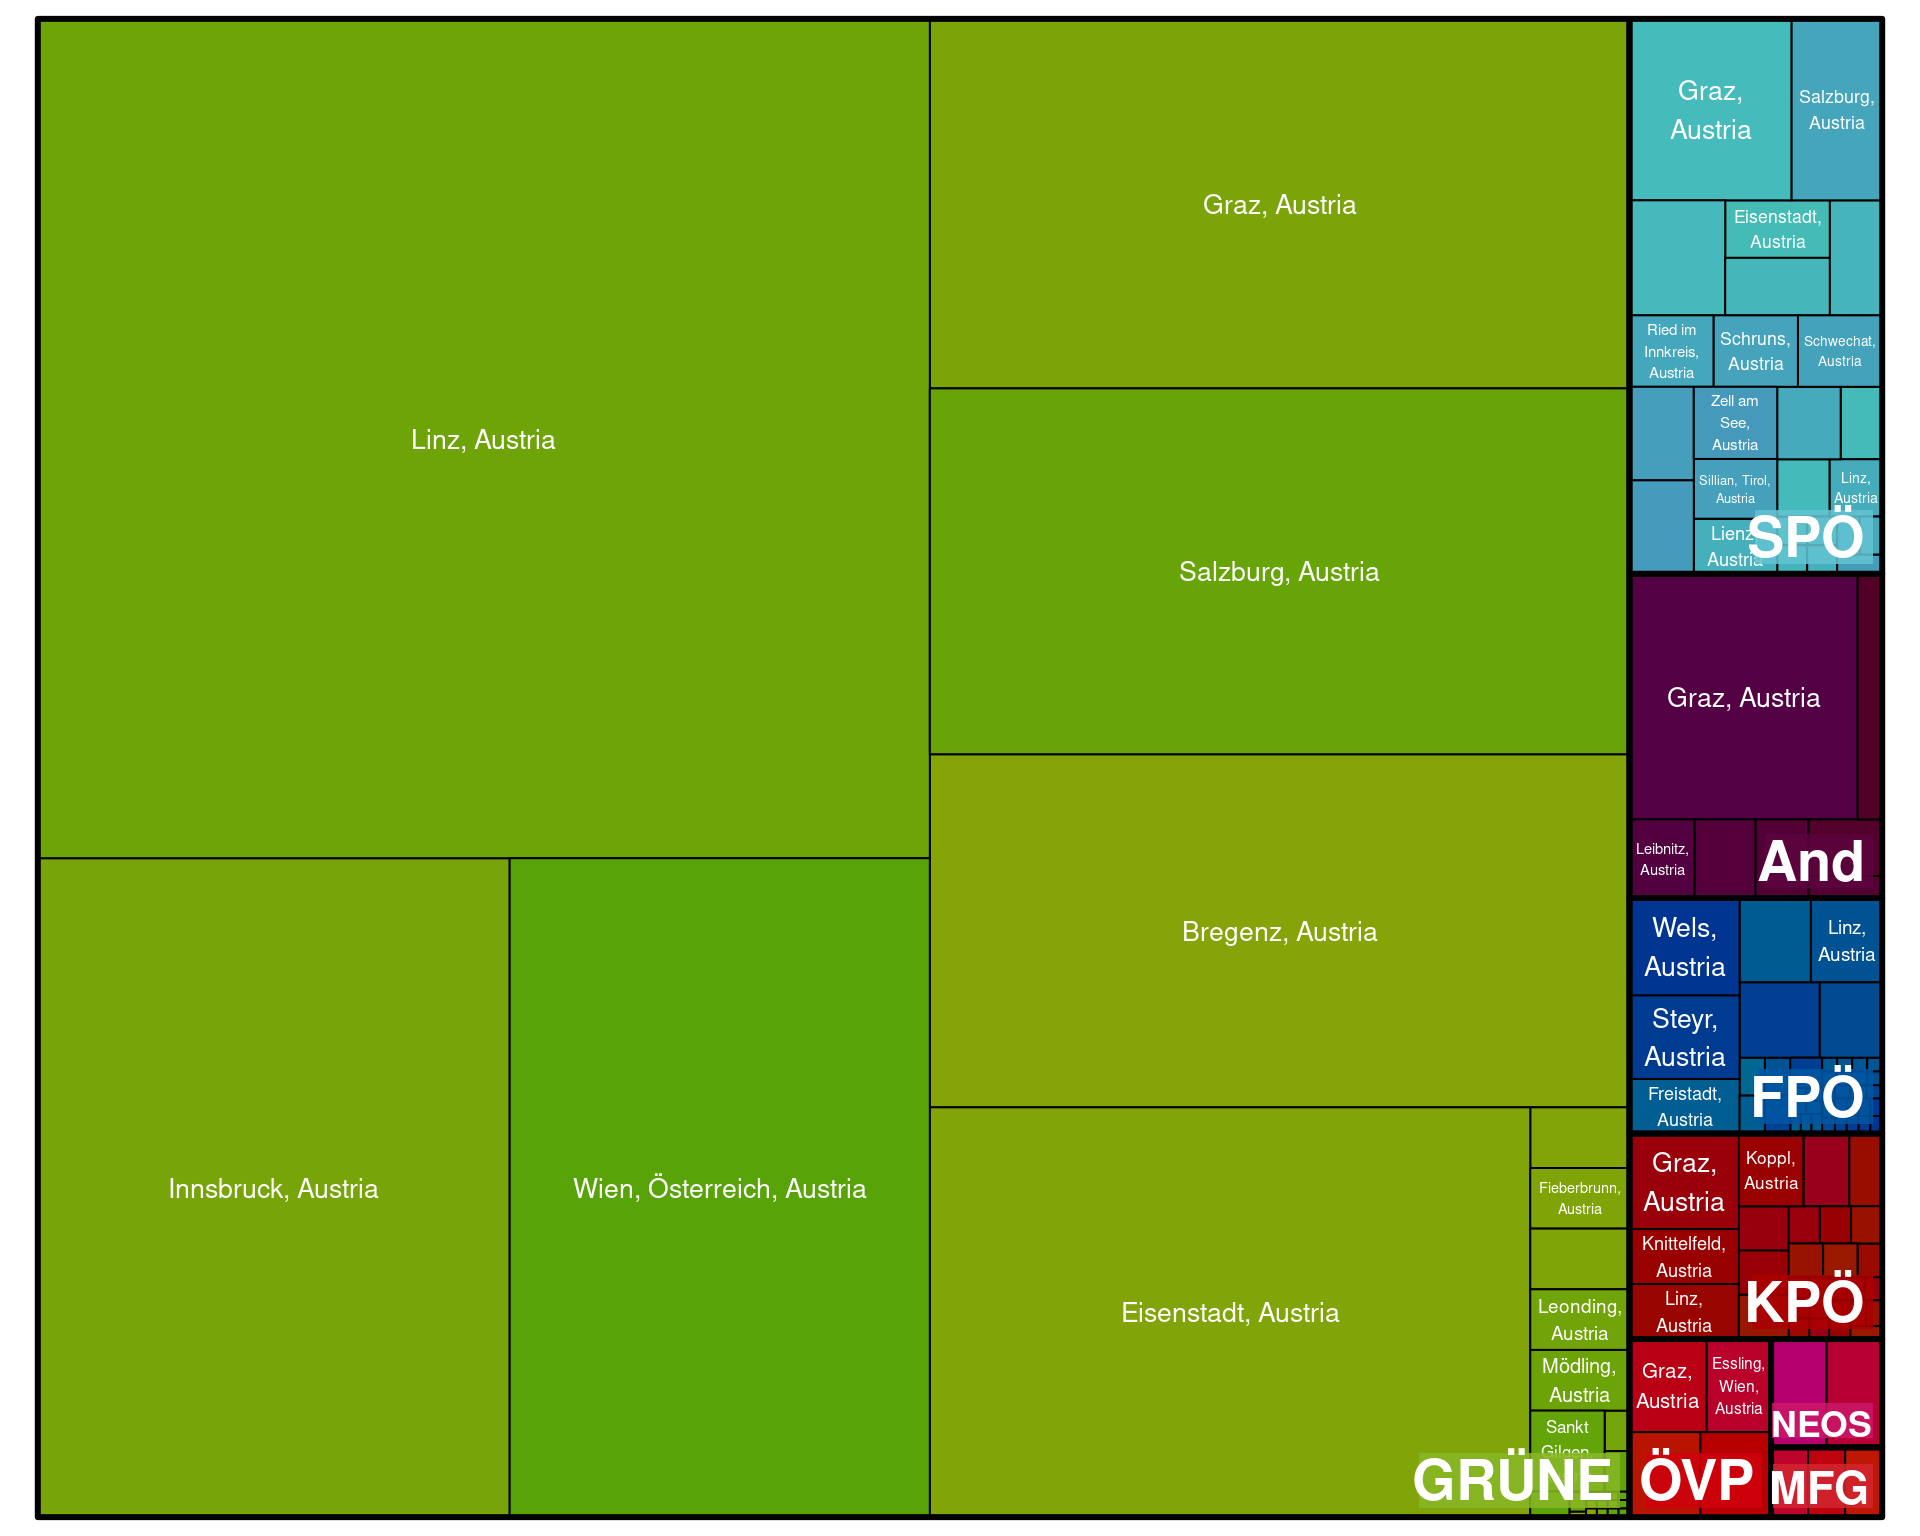 Linz, Austria
Innsbruck, Austria
Wien, Österreich, Austria
Graz, Austria
Salzburg, Austria
Bregenz, Austria
Eisenstadt, Austria
Fieberbrunn,
Austria
Leonding,
Austria
Mödling,
Austria
Sankt
Gilgen,
GRÜNE
Graz,
Austria
Salzburg,
Austria
Eisenstadt,
Austria
Ried im
Innkreis,
Austria
Schruns,
Austria
Schwechat,
Austria
Zell am
See,
Austria
Sillian, Tirol,
Austria
Linz,
Austria
Lienz,
Austria
SPÖ
Graz, Austria
Leibnitz,
Austria
And
Wels,
Austria
Linz,
Austria
Steyr,
Austria
Freistadt,
Austria
FPÖ
Graz,
Austria
Koppl,
Austria
Knittelfeld,
Austria
Linz,
Austria
KPÖ
Graz,
Austria
Essling,
Wien,
Austria
ÖVP
NEOS
MFG